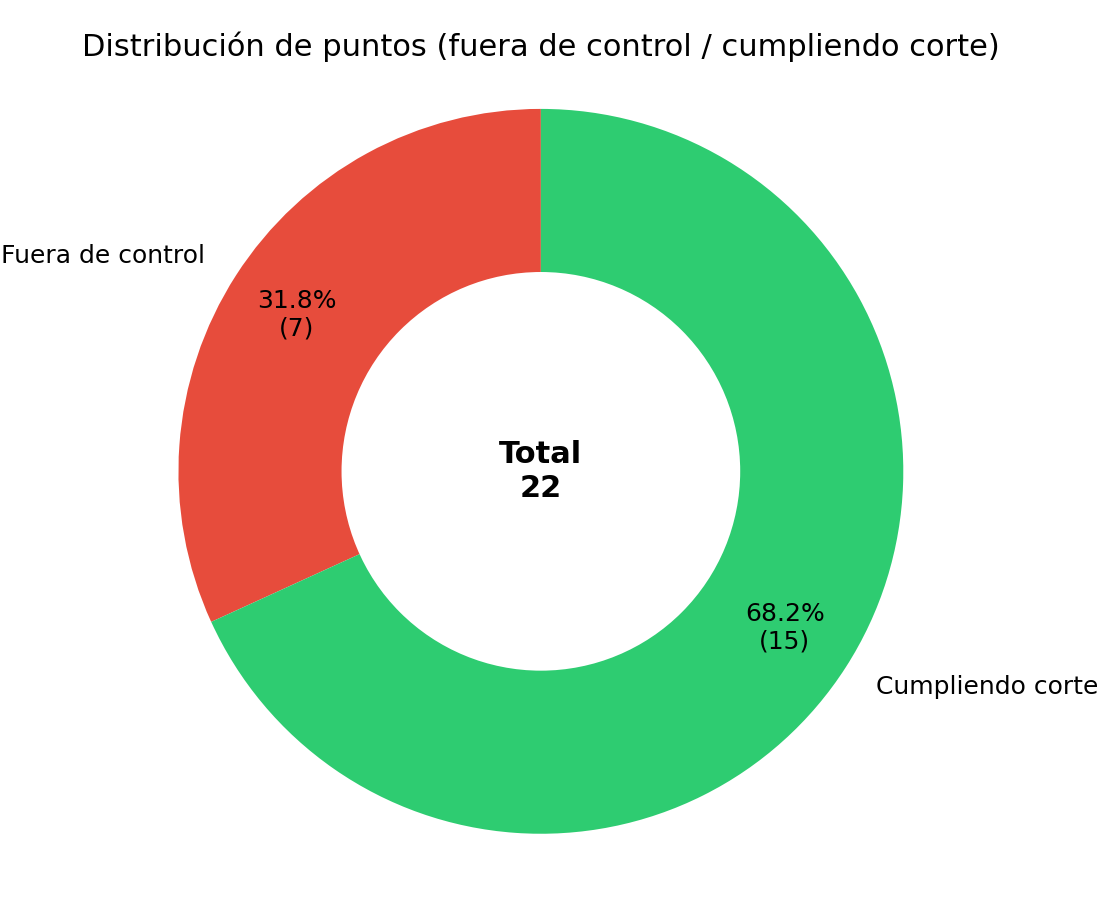 Distribución de puntos (fuera de control / cumpliendo corte)
Fuera de control
31.8%
(7)
Total
22
68.2%
(15)
Cumpliendo corte